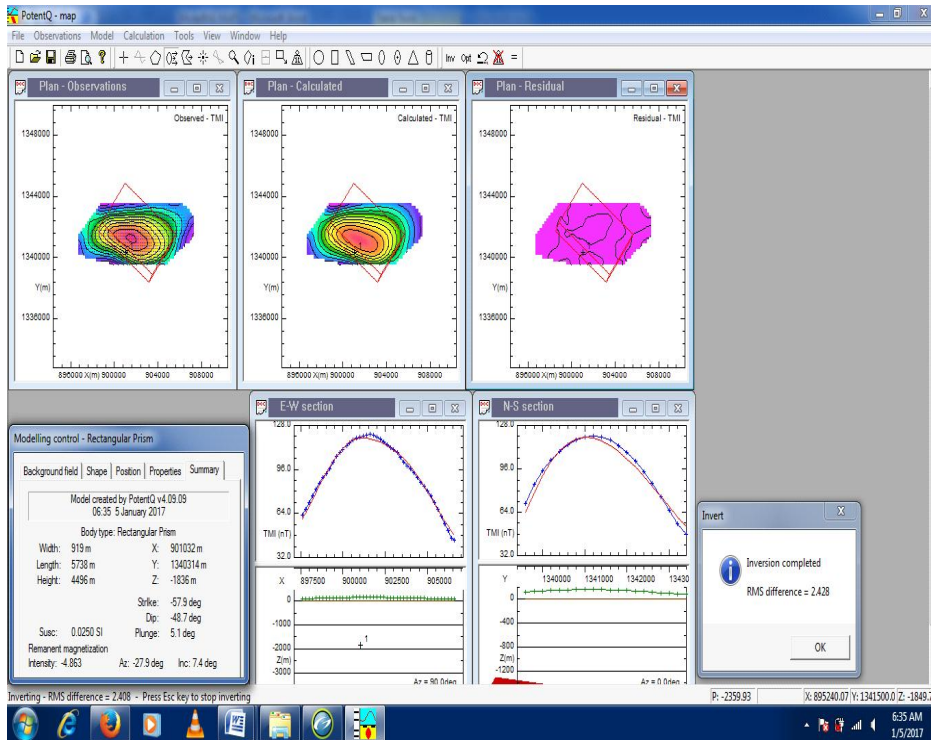 PotentQ - map
File Observations Model Calculation Tools View Window Help
Inv Opt
Plan - Observations
Observed - TMI
1348000
1344000
1340000
Y(m)
1336000
896000 X(m) 900000 904000 908000
Plan - Calculated
Calculated - TMI
1348000
1344000
1340000
Y(m)
1336000
896000 X(m) 900000 904000 908000
Plan - Residual
Residual - TMI
1348000
1344000
1340000
Y(m)
1336000
896000 X(m) 900000 904000 908000
E-W section
128.0
96.0
64.0
TMI (nT)
32.0
X 897500 900000 902500 905000
0
-1000
1
-2000
Z(m)
-3000
Az = 90.0deg
N-S section
128.0
96.0
64.0
TMI (nT)
32.0
Y 1340000 1341000 1342000 13430
0
-400
-800
Z(m)
-1200
Az = 0.0deg
Modelling control - Rectangular Prism
Background field Shape Position Properties Summary
Model created by PotentQ v4.09.09
06:35 5 January 2017
Body type: Rectangular Prism
Width: 919 m X: 901032 m
Length: 5738 m Y: 1340314 m
Height: 4496 m Z: -1836 m
Strike: -57.9 deg
Dip: -48.7 deg
Susc: 0.0250 SI Plunge: 5.1 deg
Remanent magnetization
Intensity: -4.863 Az: -27.9 deg Inc: 7.4 deg
Invert
Inversion completed
RMS difference = 2.428
OK
Inverting - RMS difference = 2.408 - Press Esc key to stop inverting
P: -2359.93 X: 895240.07 Y: 1341500.0 Z: -1849.7
6:35 AM
1/5/2017